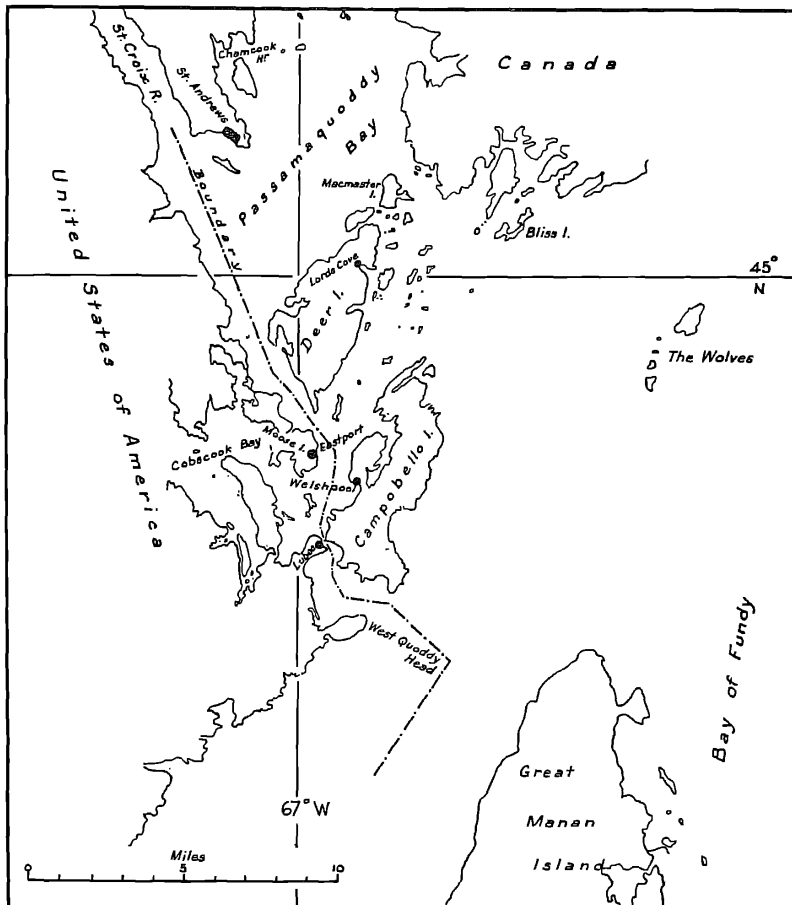 St. Croix R.
St. Andrews
Chamcook Hr
Canada
Passamaquoddy
Bay
Boundary
United States of America
Macmaster
I.
Bliss I.
Lords Cove
45°
N
Deer I.
The Wolves
Moose I.
Eastport
Cobscook Bay
Welshpool
Campobello I.
Lubec
West Quoddy
Head
Bay of Fundy
Great
Manan
Island
67° W
Miles
0 5 10